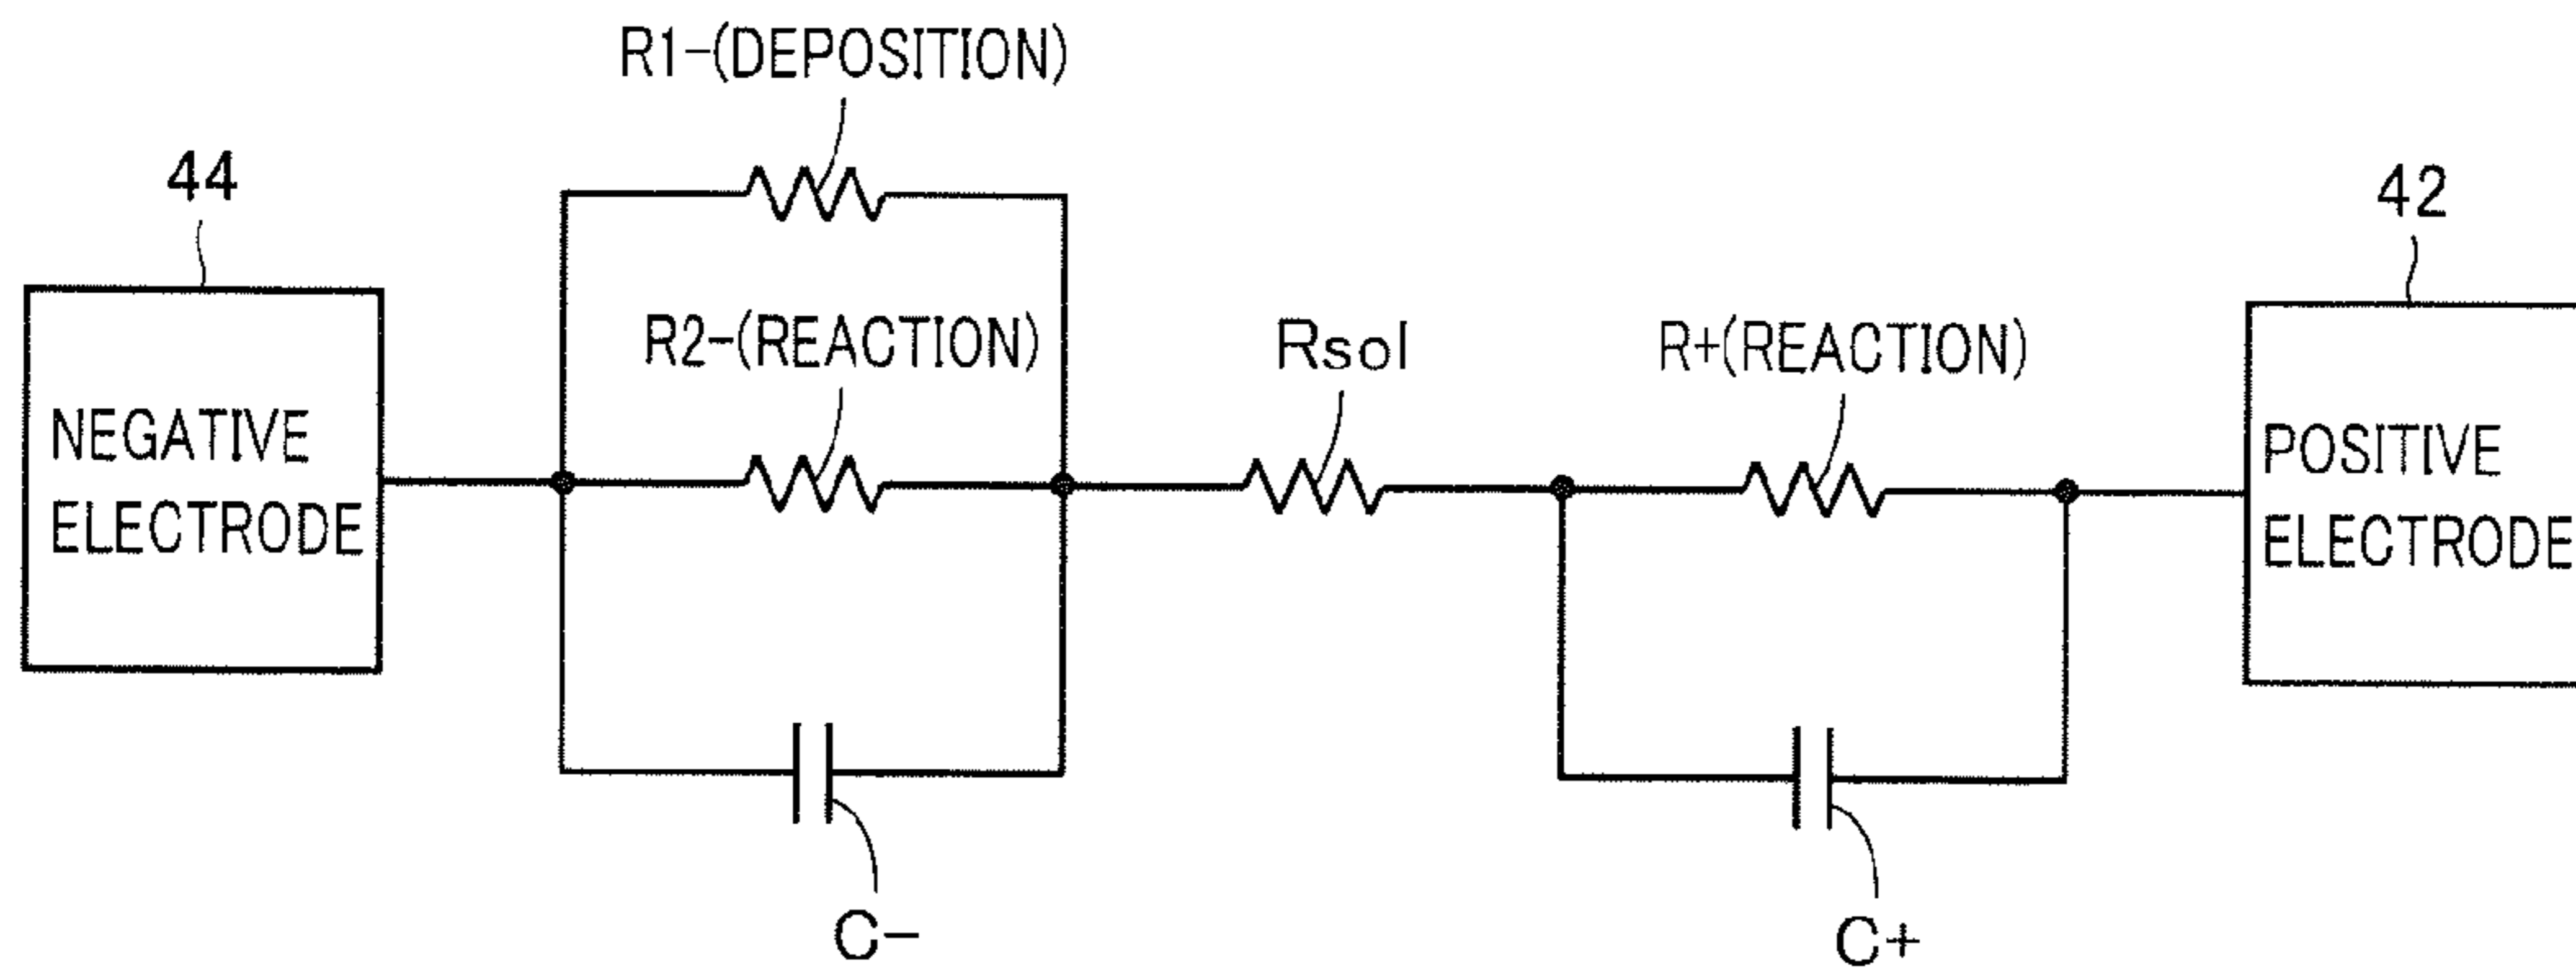 R1-(DEPOSITION)
44
42
R2-(REACTION)
Rsol
R+(REACTION)
NEGATIVE
ELECTRODE
POSITIVE
ELECTRODE
C-
C+